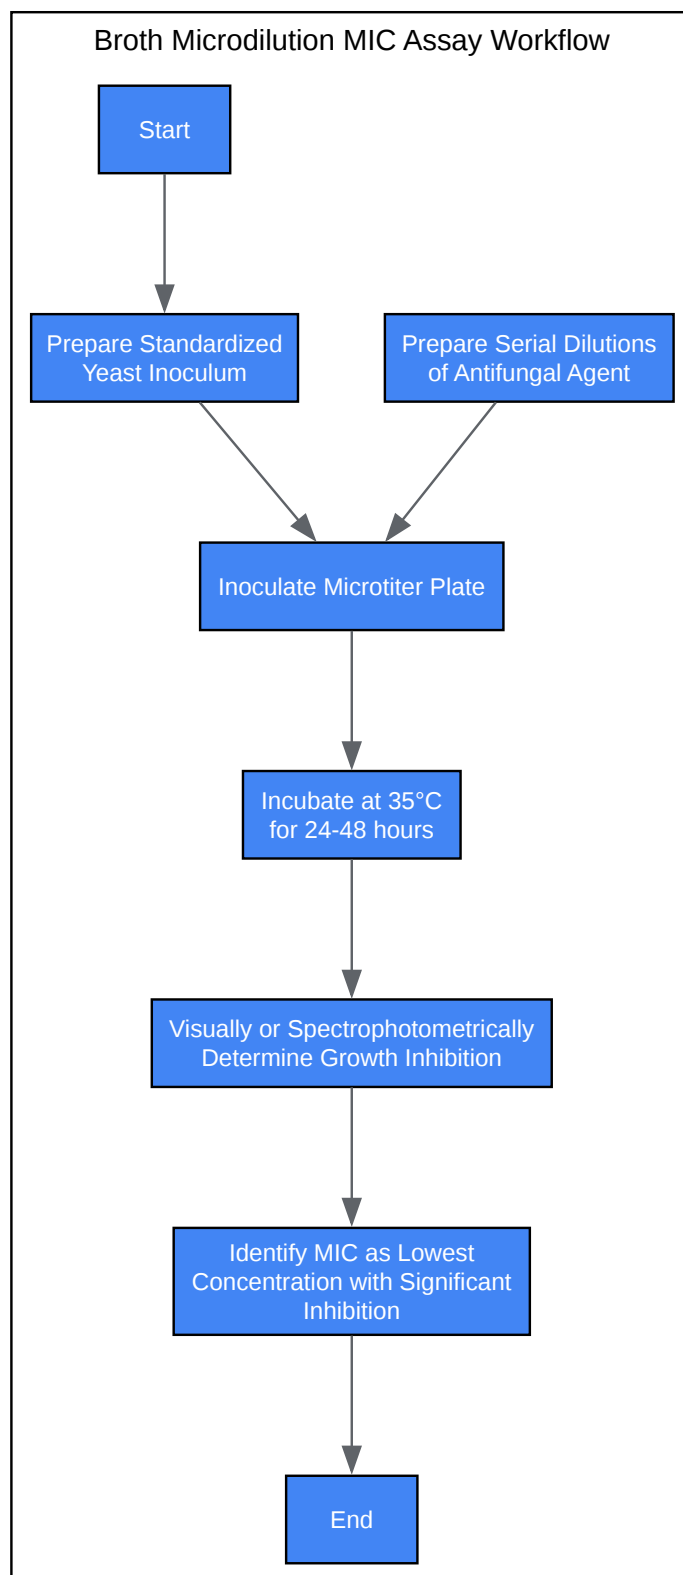 Broth Microdilution MIC Assay Workflow
Start
Prepare Standardized
Yeast Inoculum
Prepare Serial Dilutions
of Antifungal Agent
Inoculate Microtiter Plate
Incubate at 35°C
for 24-48 hours
Visually or Spectrophotometrically
Determine Growth Inhibition
Identify MIC as Lowest
Concentration with Significant
Inhibition
End